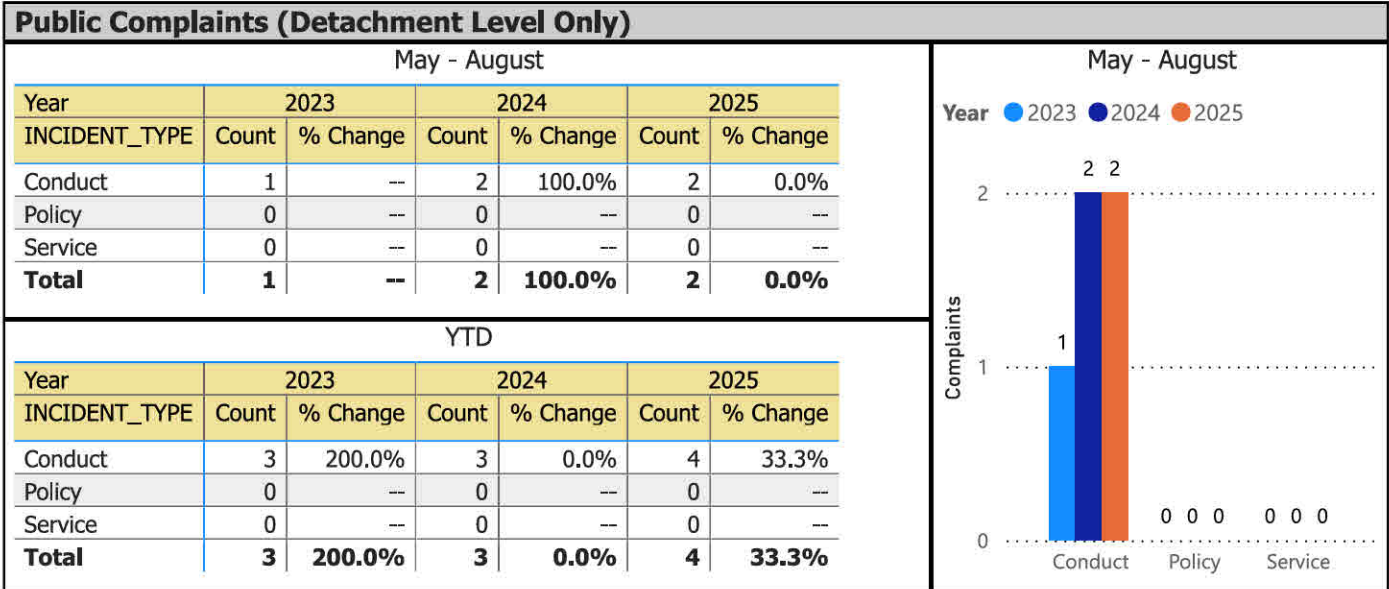 Public Complaints (Detachment Level Only)
May - August
Year 2023 2024 2025
INCIDENT_TYPE Count % Change Count % Change Count % Change
Conduct 1 -- 2 100.0% 2 0.0%
Policy 0 -- 0 -- 0 --
Service 0 -- 0 -- 0 --
Total 1 -- 2 100.0% 2 0.0%
YTD
Year 2023 2024 2025
INCIDENT_TYPE Count % Change Count % Change Count % Change
Conduct 3 200.0% 3 0.0% 4 33.3%
Policy 0 -- 0 -- 0 --
Service 0 -- 0 -- 0 --
Total 3 200.0% 3 0.0% 4 33.3%
May - August
Year 2023 2024 2025
Complaints
2 2
2
1
1
0 0 0 0 0 0
0
Conduct Policy Service